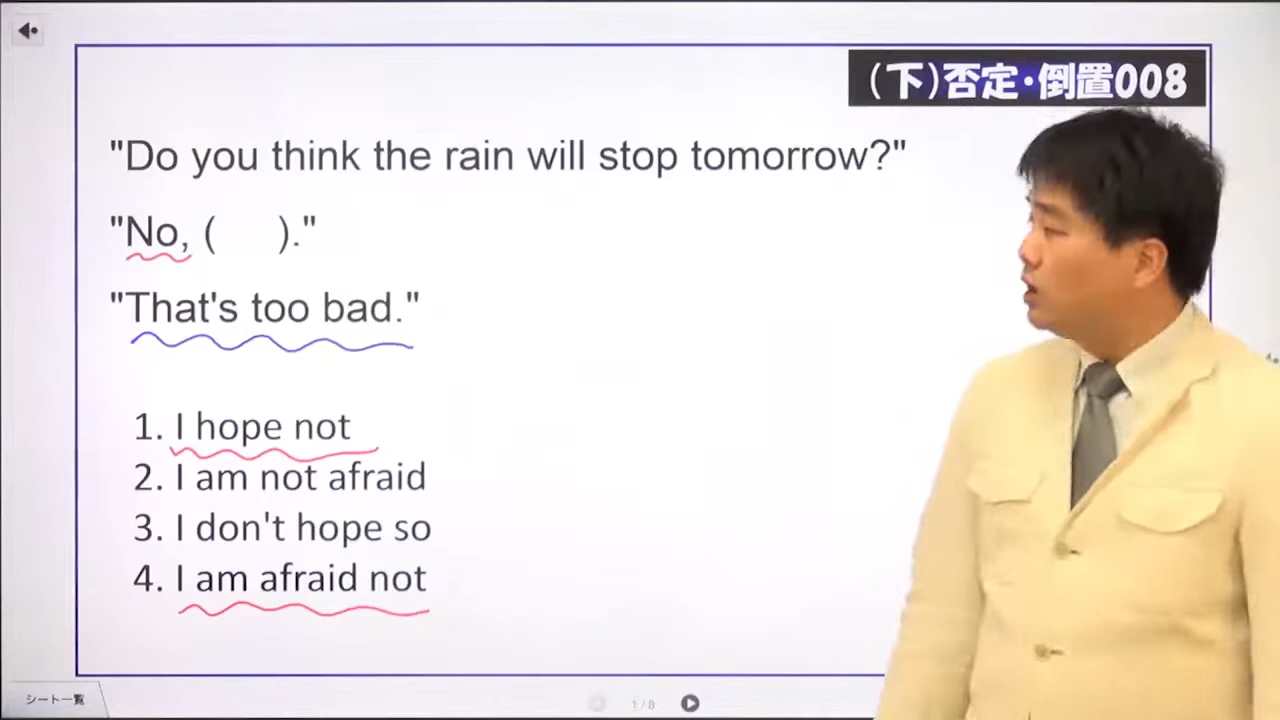 (下)否定・倒置008
"Do you think the rain will stop tomorrow?"
"No, ( )."
"That's too bad."
1. I hope not
2. I am not afraid
3. I don't hope so
4. I am afraid not
シート一覧
1 / 8